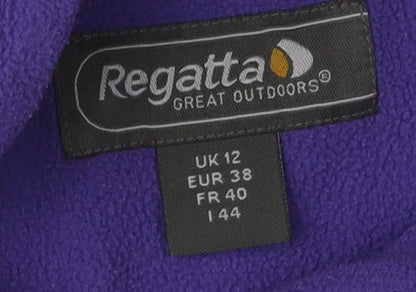 Regatta
GREAT OUTDOORS®
UK 12
EUR 38
FR 40
I 44